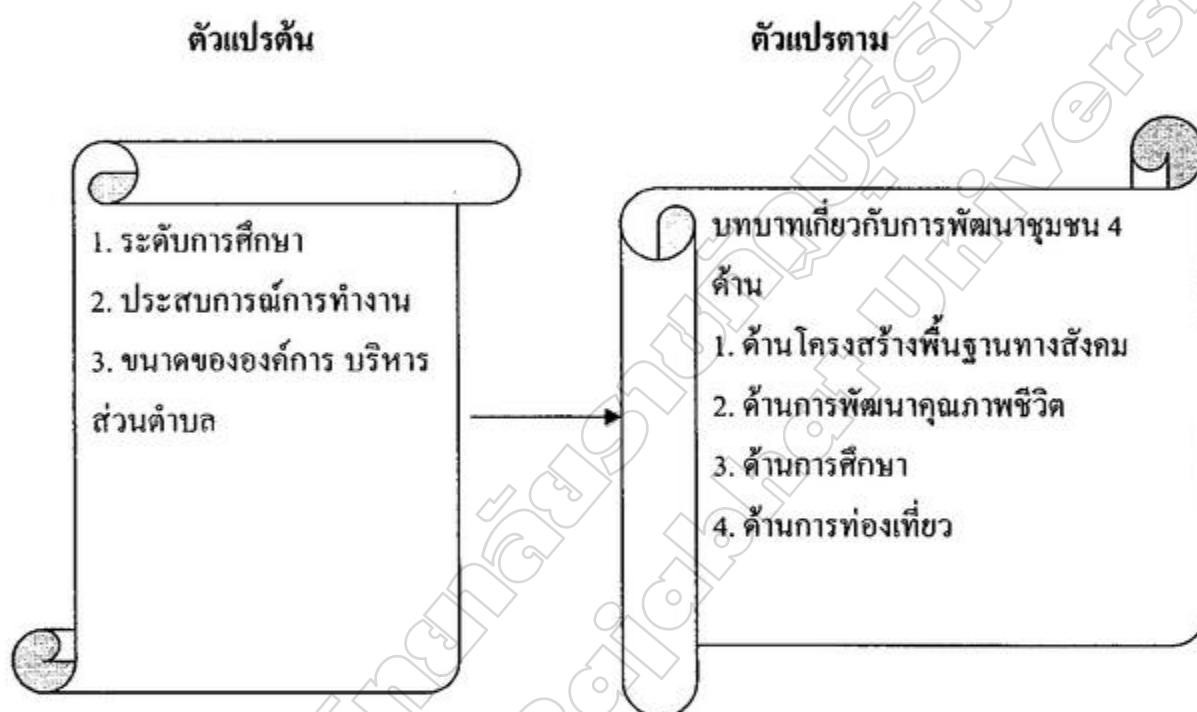 ตัวแปรต้น
ตัวแปรตาม
1. ระดับการศึกษา
2. ประสบการณ์การทำงาน
3. ขนาดขององค์การ บริหาร
ส่วนตำบล
บทบาทเกี่ยวกับการพัฒนาชุมชน 4
ด้าน
1. ด้านโครงสร้างพื้นฐานทางสังคม
2. ด้านการพัฒนาคุณภาพชีวิต
3. ด้านการศึกษา
4. ด้านการท่องเที่ยว